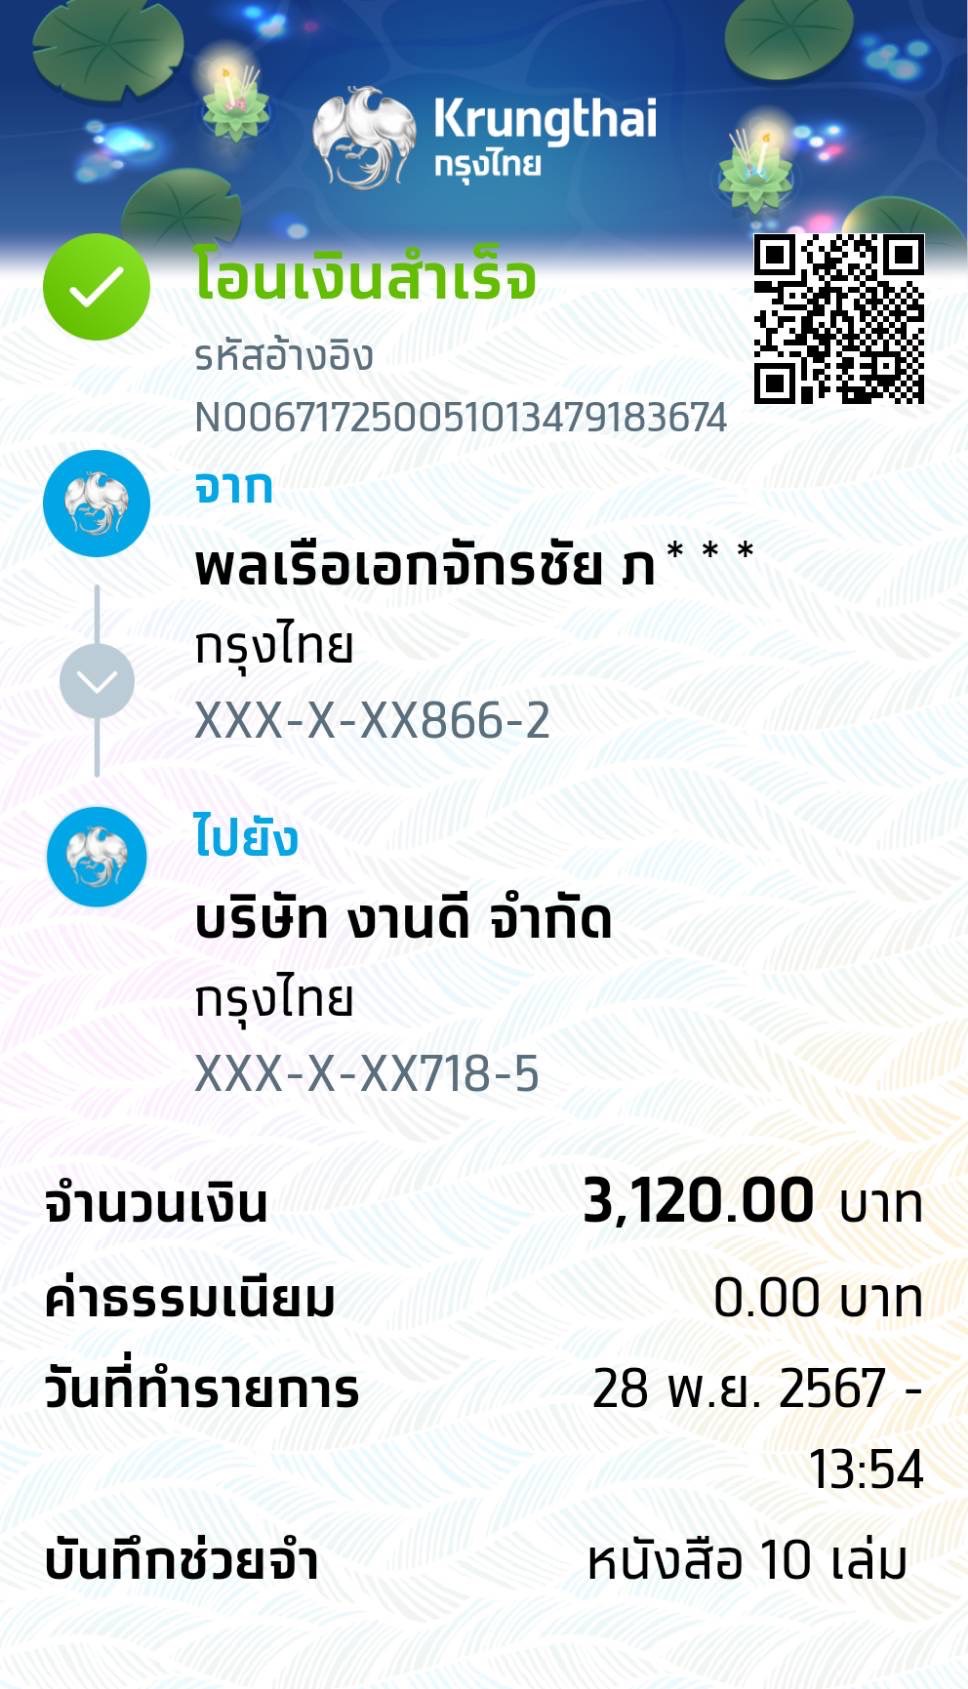 Krungthai
กรุงไทย
โอนเงินสำเร็จ
รหัสอ้างอิง
N00671725005101347918​3674
จาก
พลเรือเอกจักรชัย ภ***
กรุงไทย
XXX-X-XX866-2
ไปยัง
บริษัท งานดี จำกัด
กรุงไทย
XXX-X-XX718-5
จำนวนเงิน 3,120.00 บาท
ค่าธรรมเนียม 0.00 บาท
วันที่ทำรายการ 28 พ.ย. 2567 -
13:54
บันทึกช่วยจำ หนังสือ 10 เล่ม